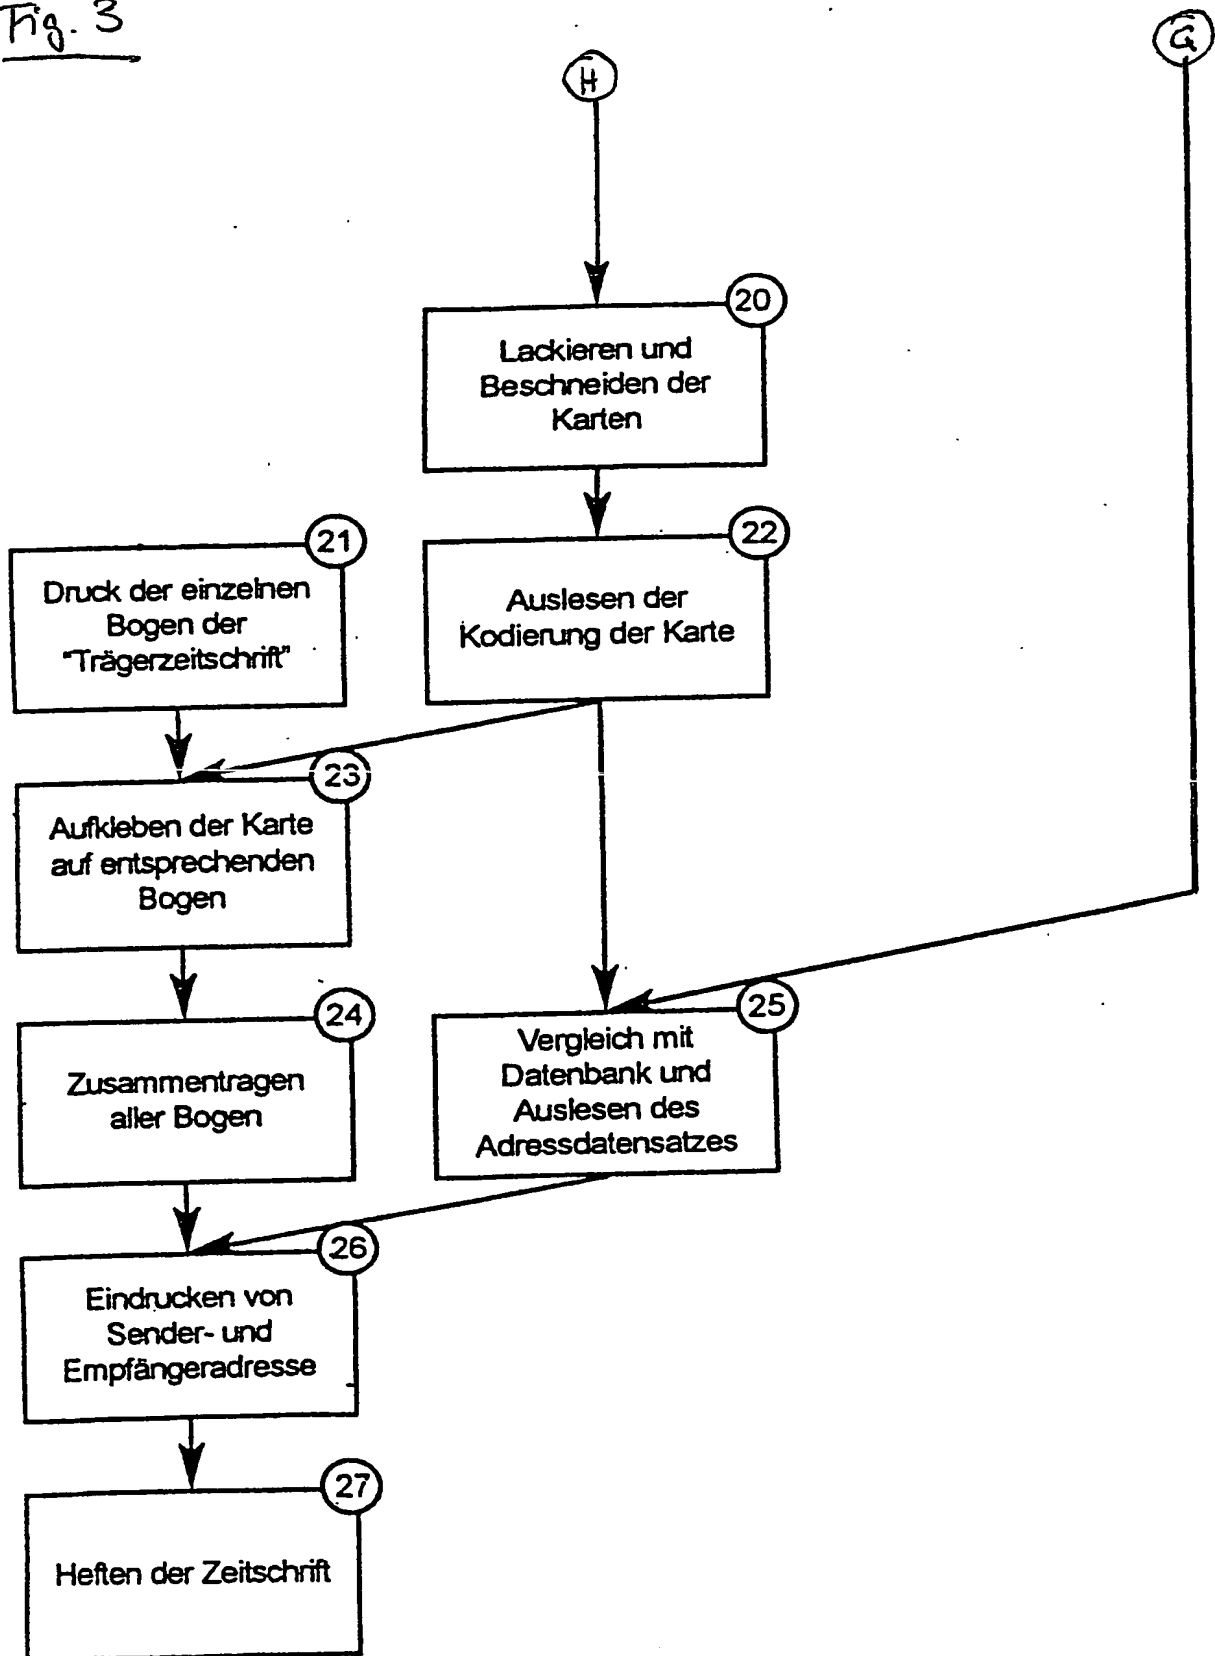 Fig. 3
H
G
20
Lackieren und
Beschneiden der
Karten
21
Druck der einzelnen
Bogen der
"Trägerzeitschrift"
22
Auslesen der
Kodierung der Karte
23
Aufkleben der Karte
auf entsprechenden
Bogen
24
Zusammentragen
aller Bogen
25
Vergleich mit
Datenbank und
Auslesen des
Adressdatensatzes
26
Eindrucken von
Sender- und
Empfängeradresse
27
Heften der Zeitschrift